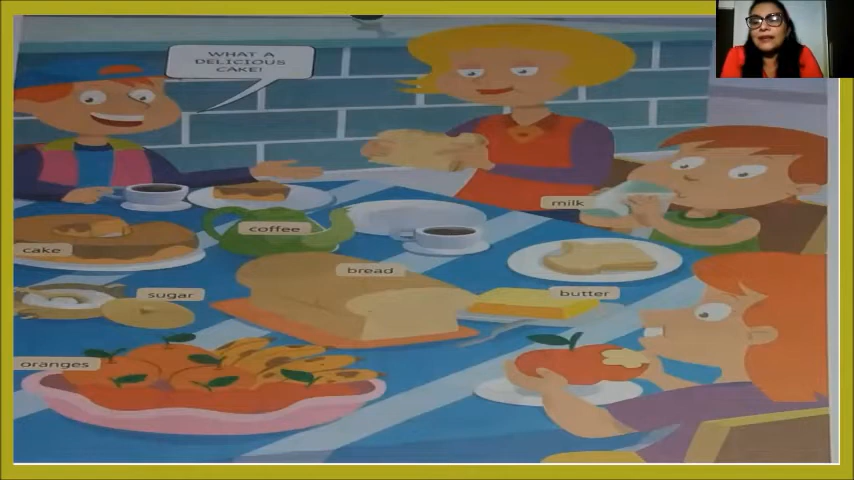 WHAT A
DELICIOUS
CAKE!
milk
coffee
cake
bread
sugar
butter
oranges